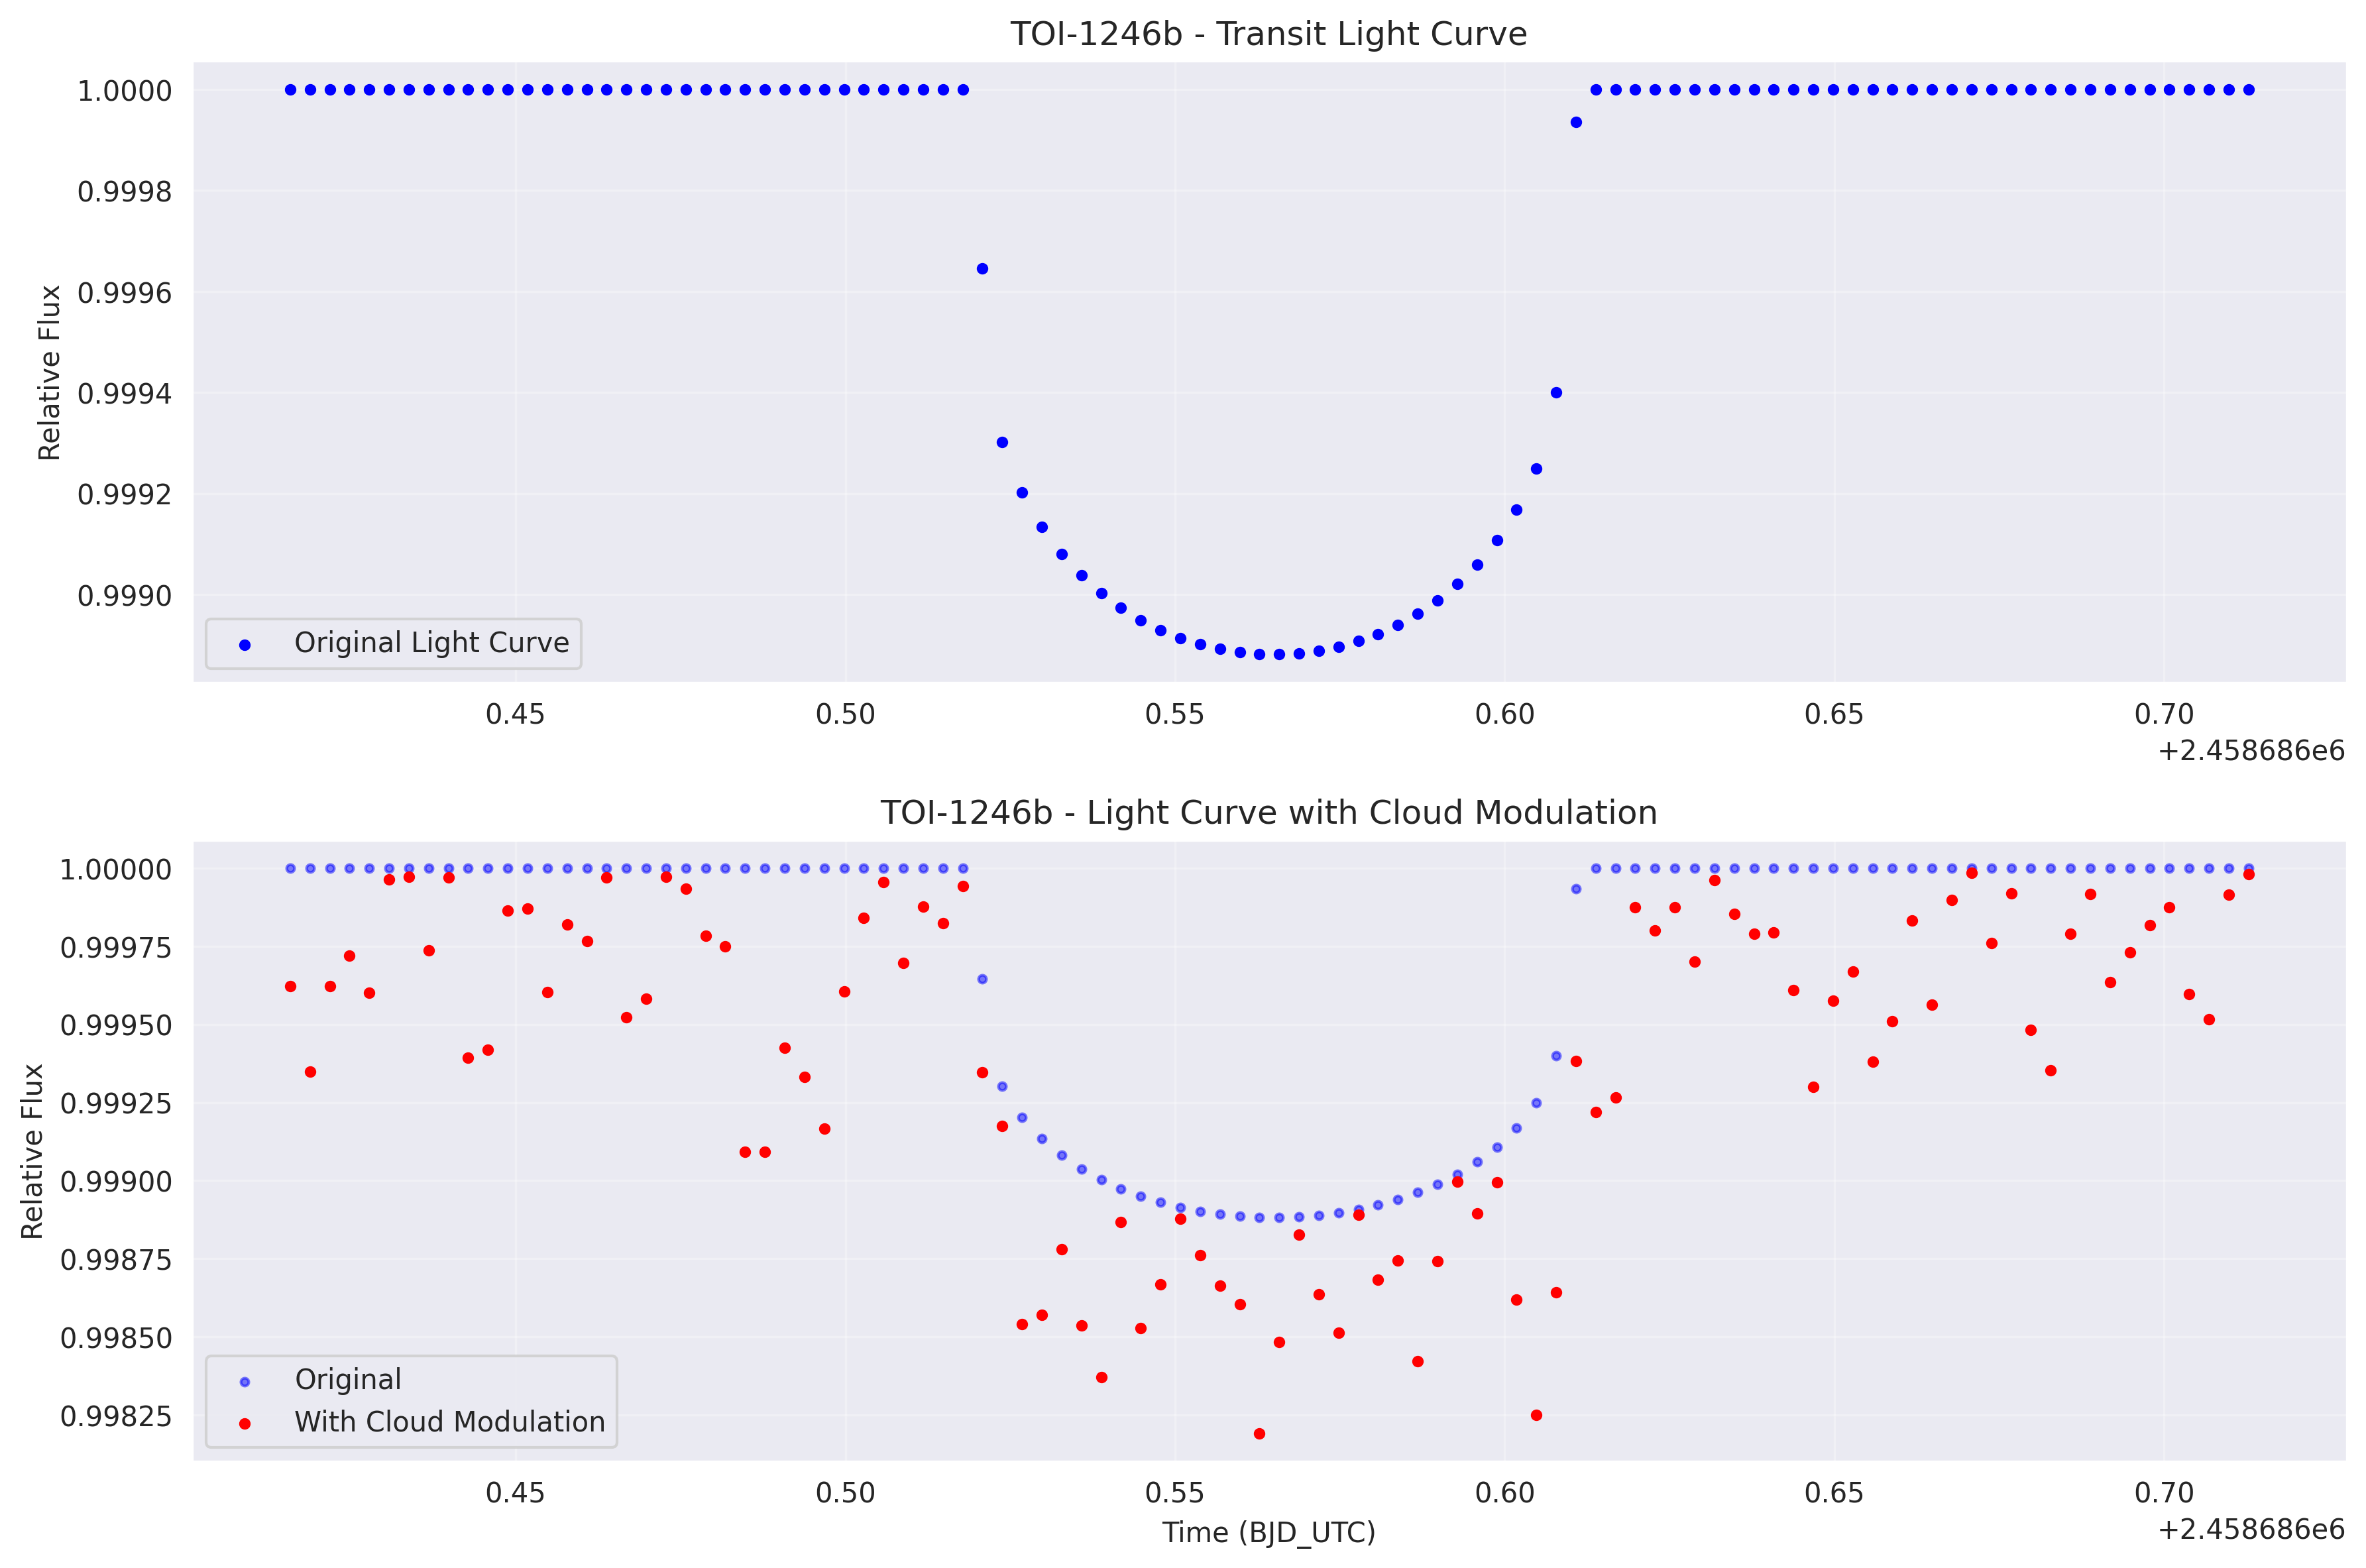 TOI-1246b - Transit Light Curve
Relative Flux
1.0000
0.9998
0.9996
0.9994
0.9992
0.9990
Original Light Curve
0.45 0.50 0.55 0.60 0.65 0.70
+2.458686e6
TOI-1246b - Light Curve with Cloud Modulation
Relative Flux
1.00000
0.99975
0.99950
0.99925
0.99900
0.99875
0.99850
0.99825
Original
With Cloud Modulation
0.45 0.50 0.55 0.60 0.65 0.70
+2.458686e6
Time (BJD_UTC)